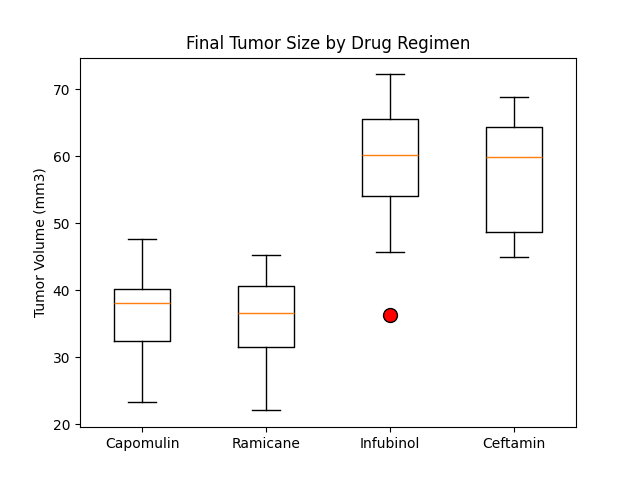 Final Tumor Size by Drug Regimen
Tumor Volume (mm3)
70
60
50
40
30
20
Capomulin Ramicane Infubinol Ceftamin